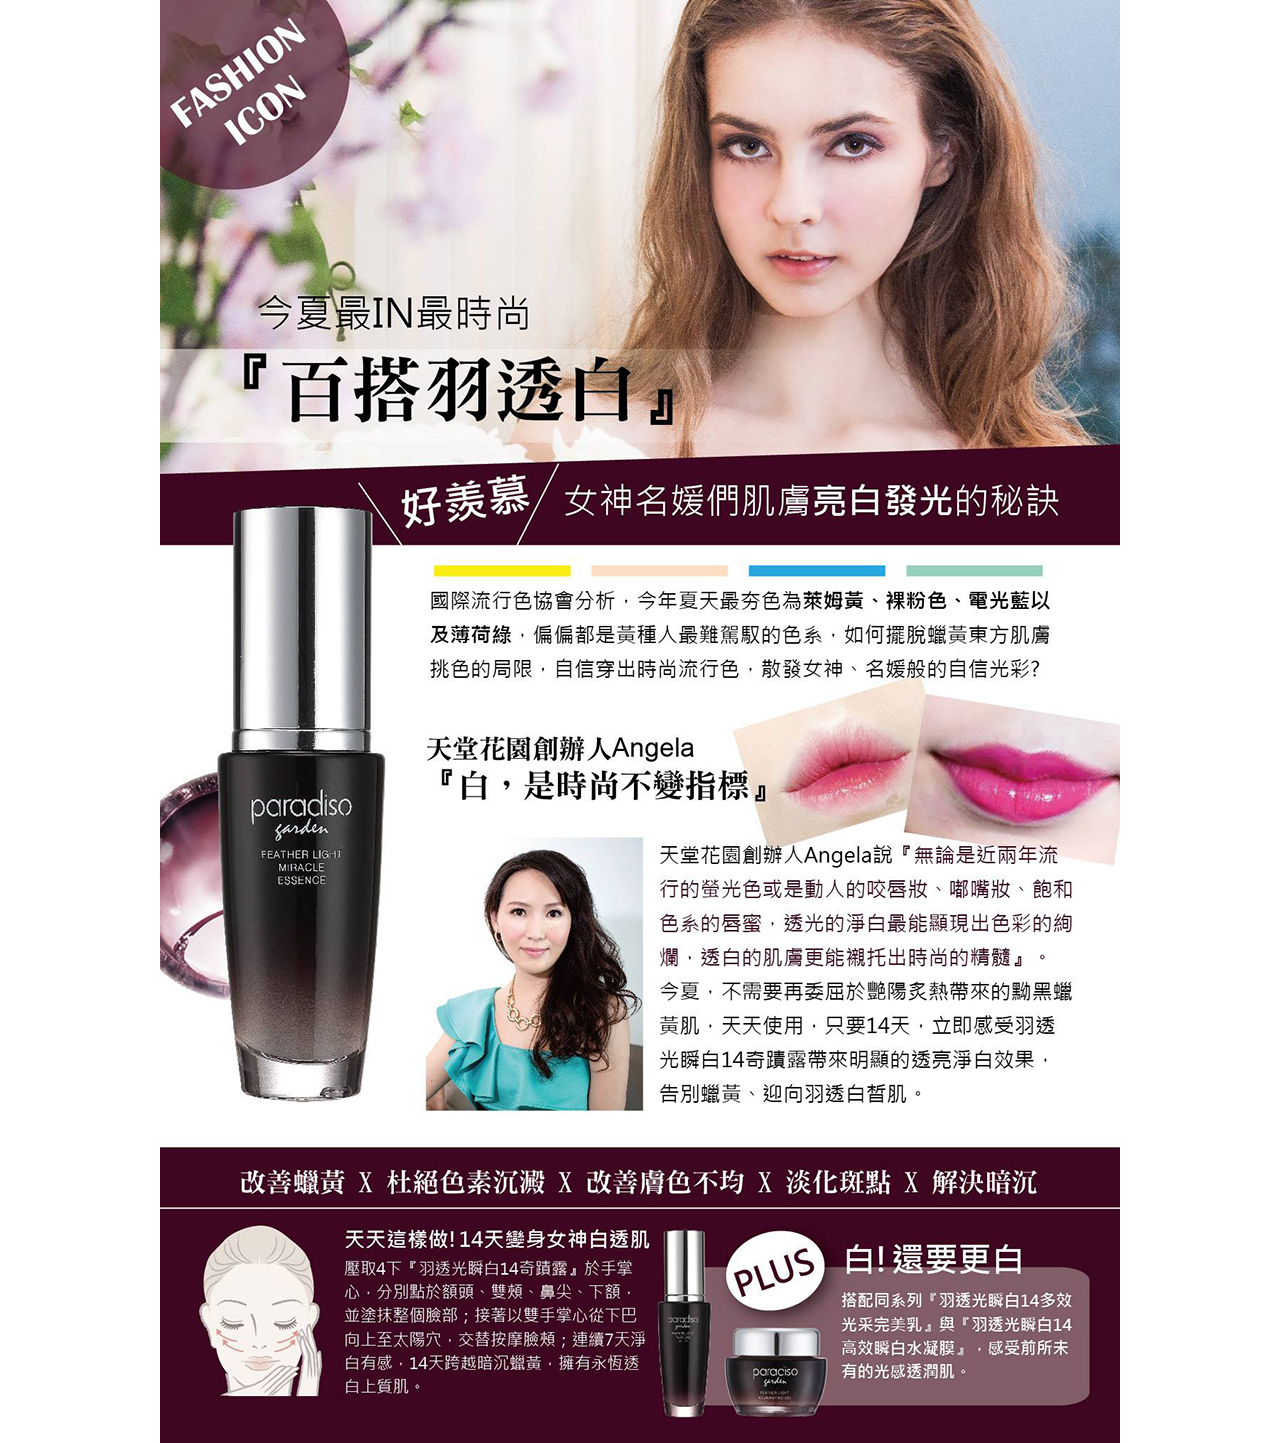 FASHION
ICON
今夏最IN最時尚
『百搭羽透白』
好羨慕 女神名媛們肌膚亮白發光的秘訣
國際流行色協會分析，今年夏天最夯色為萊姆黃、裸粉色、電光藍以
及薄荷綠，偏偏都是黃種人最難駕馭的色系，如何擺脫蠟黃東方肌膚
挑色的局限，自信穿出時尚流行色，散發女神、名媛般的自信光彩?
天堂花園創辦人Angela
『白，是時尚不變指標』
paradiso
garden
FEATHER LIGHT
MIRACLE
ESSENCE
天堂花園創辦人Angela說『無論是近兩年流
行的螢光色或是動人的咬唇妝、嘟嘴妝、飽和
色系的唇蜜，透光的淨白最能顯現出色彩的絢
爛，透白的肌膚更能襯托出時尚的精髓』。
今夏，不需要再委屈於艷陽炙熱帶來的黝黑蠟
黃肌，天天使用，只要14天，立即感受羽透
光瞬白14奇蹟露帶來明顯的透亮淨白效果，
告別蠟黃、迎向羽透白皙肌。
改善蠟黃 X 杜絕色素沉澱 X 改善膚色不均 X 淡化斑點 X 解決暗沉
天天這樣做!14天變身女神白透肌
壓取4下『羽透光瞬白14奇蹟露』於手掌
心，分別點於額頭、雙頰、鼻尖、下額，
並塗抹整個臉部；接著以雙手掌心從下巴
向上至太陽穴，交替按摩臉頰；連續7天淨
白有感，14天跨越暗沉蠟黃，擁有永恆透
白上質肌。
paradiso
garden
PLUS
白!還要更白
搭配同系列『羽透光瞬白14多效
光采完美乳』與『羽透光瞬白14
高效瞬白水凝膜』，感受前所未
有的光感透潤肌。
paradiso
garden
FEATHER LIGHT